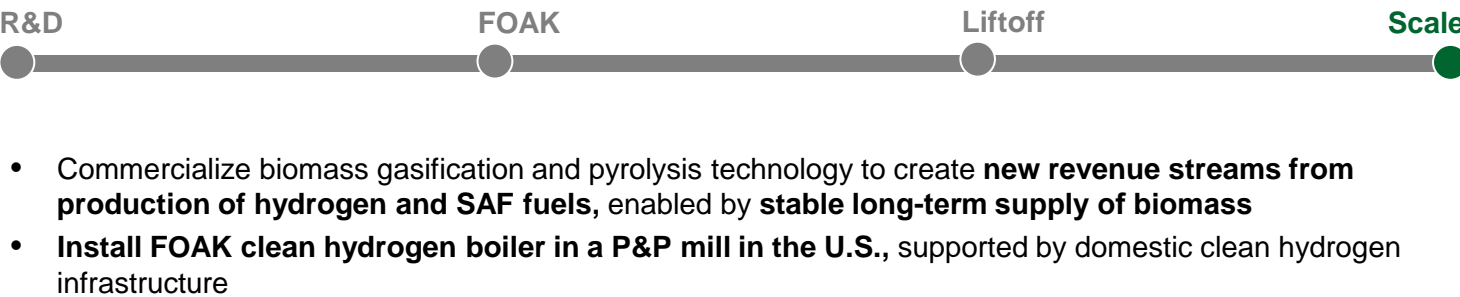 R&D FOAK Liftoff Scale
• Commercialize biomass gasification and pyrolysis technology to create new revenue streams from
production of hydrogen and SAF fuels, enabled by stable long-term supply of biomass
• Install FOAK clean hydrogen boiler in a P&P mill in the U.S., supported by domestic clean hydrogen
infrastructure